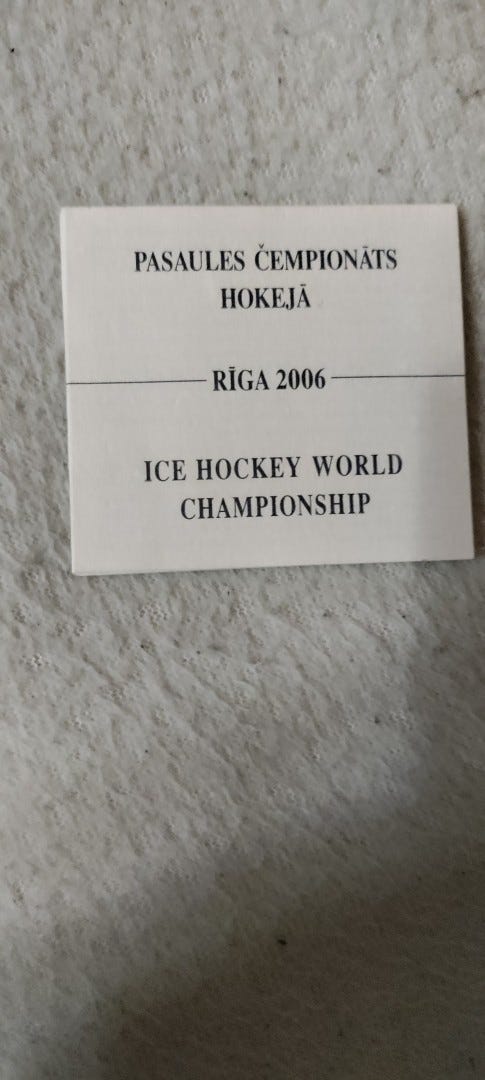 PASAULES ČEMPIONĀTS
HOKEJĀ
RĪGA 2006
ICE HOCKEY WORLD
CHAMPIONSHIP